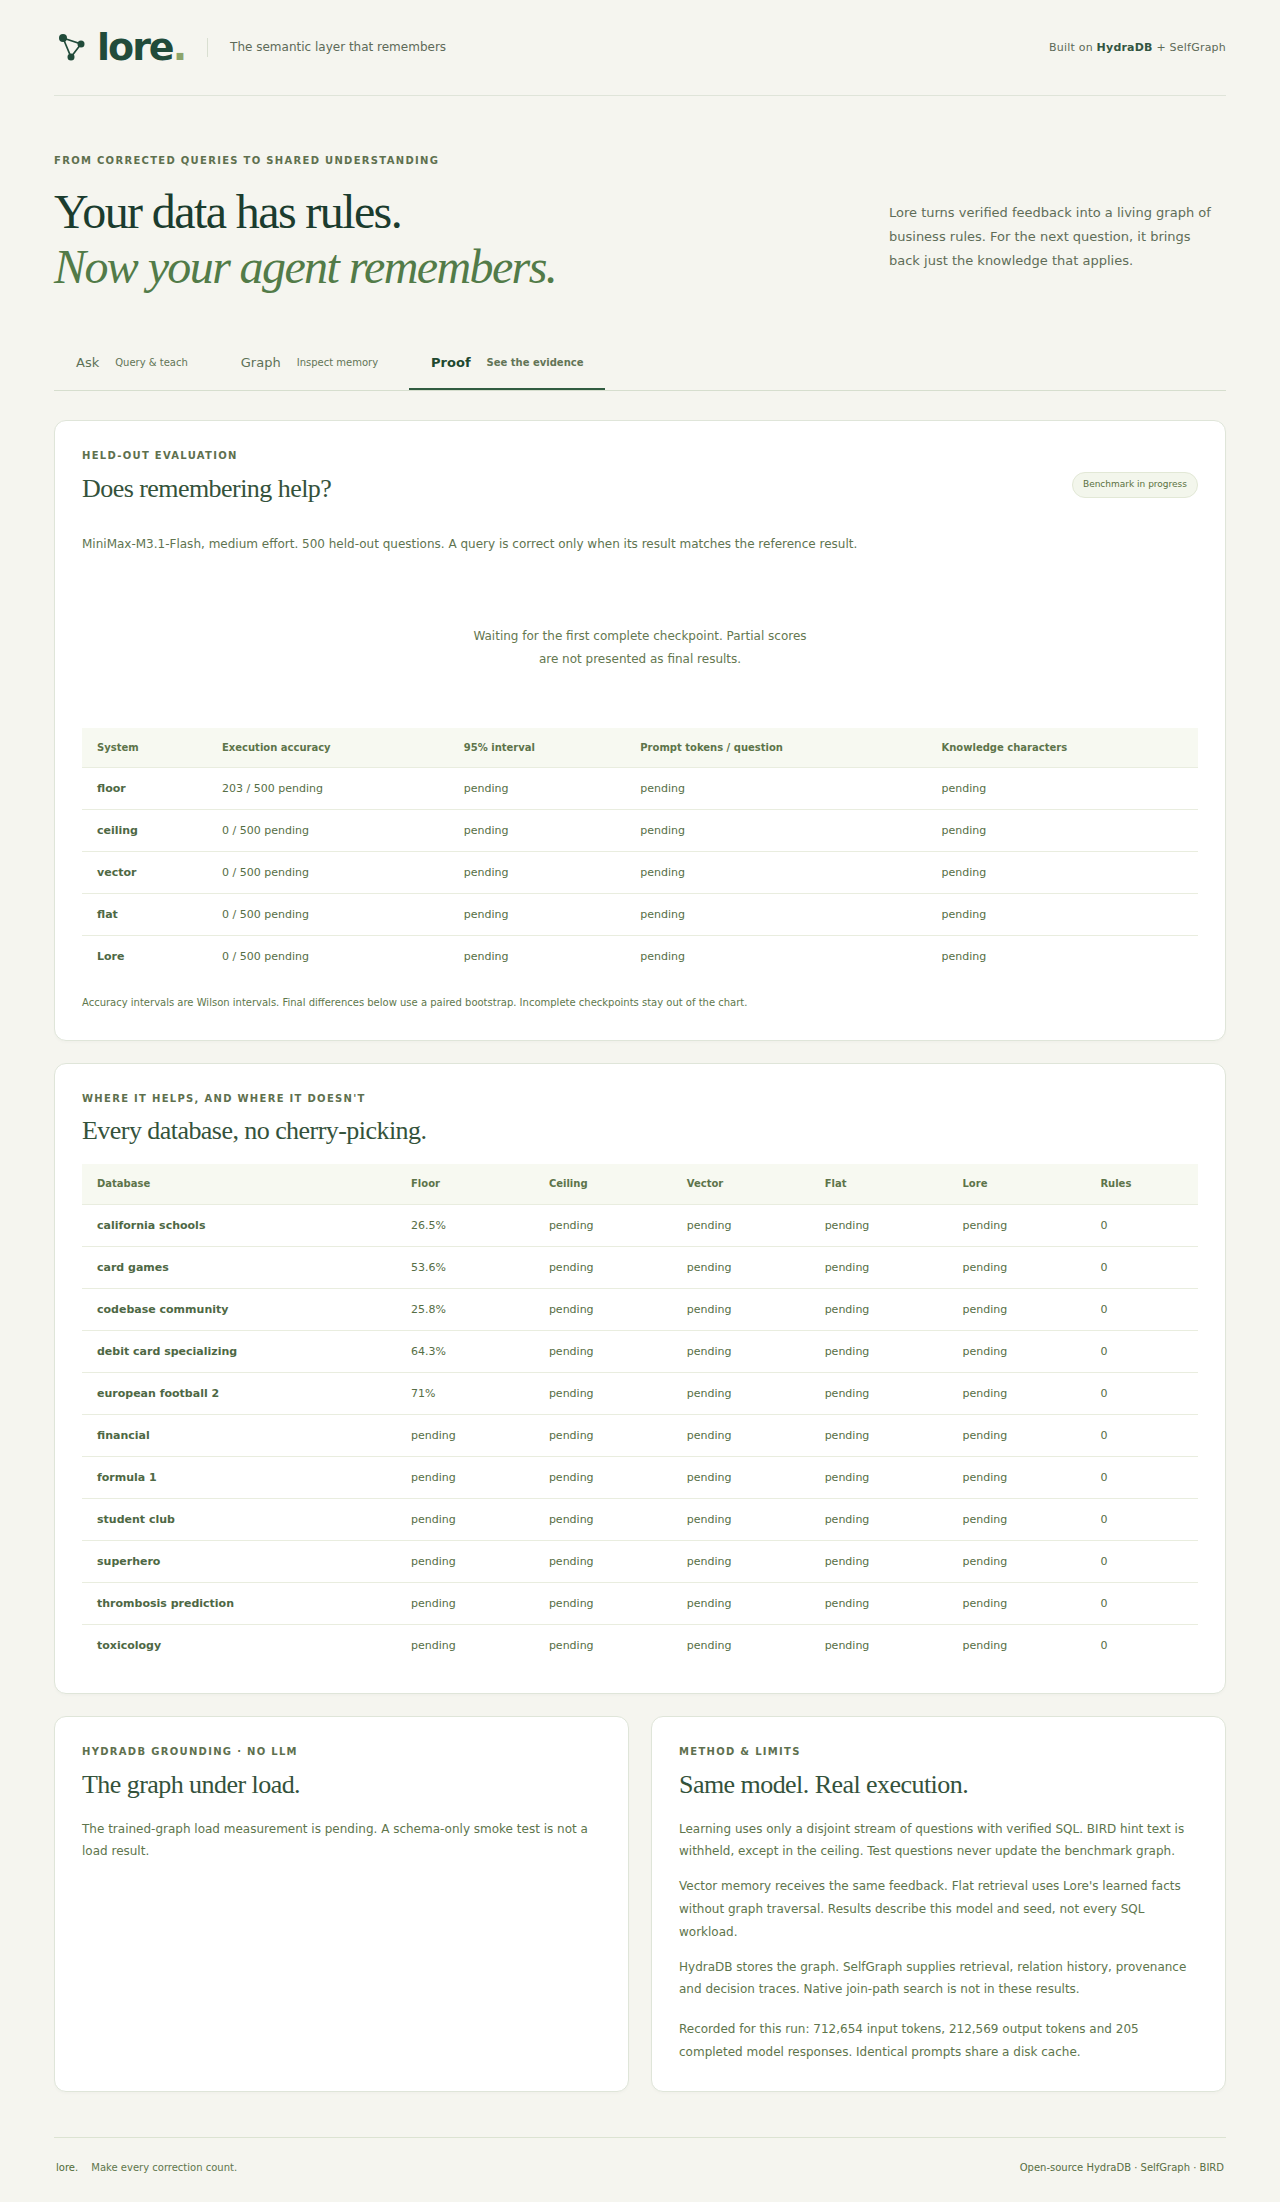 lore.
The semantic layer that remembers
Built on HydraDB + SelfGraph
FROM CORRECTED QUERIES TO SHARED UNDERSTANDING
Your data has rules.
Now your agent remembers.
Lore turns verified feedback into a living graph of
business rules. For the next question, it brings
back just the knowledge that applies.
Ask Query & teach Graph Inspect memory Proof See the evidence
HELD-OUT EVALUATION
Does remembering help?
Benchmark in progress
MiniMax-M3.1-Flash, medium effort. 500 held-out questions. A query is correct only when its result matches the reference result.
Waiting for the first complete checkpoint. Partial scores
are not presented as final results.
System Execution accuracy 95% interval Prompt tokens / question Knowledge characters
floor 203 / 500 pending pending pending pending
ceiling 0 / 500 pending pending pending pending
vector 0 / 500 pending pending pending pending
flat 0 / 500 pending pending pending pending
Lore 0 / 500 pending pending pending pending
Accuracy intervals are Wilson intervals. Final differences below use a paired bootstrap. Incomplete checkpoints stay out of the chart.
WHERE IT HELPS, AND WHERE IT DOESN'T
Every database, no cherry-picking.
Database Floor Ceiling Vector Flat Lore Rules
california schools 26.5% pending pending pending pending 0
card games 53.6% pending pending pending pending 0
codebase community 25.8% pending pending pending pending 0
debit card specializing 64.3% pending pending pending pending 0
european football 2 71% pending pending pending pending 0
financial pending pending pending pending pending 0
formula 1 pending pending pending pending pending 0
student club pending pending pending pending pending 0
superhero pending pending pending pending pending 0
thrombosis prediction pending pending pending pending pending 0
toxicology pending pending pending pending pending 0
HYDRADB GROUNDING · NO LLM
The graph under load.
The trained-graph load measurement is pending. A schema-only smoke test is not a
load result.
METHOD & LIMITS
Same model. Real execution.
Learning uses only a disjoint stream of questions with verified SQL. BIRD hint text is
withheld, except in the ceiling. Test questions never update the benchmark graph.
Vector memory receives the same feedback. Flat retrieval uses Lore's learned facts
without graph traversal. Results describe this model and seed, not every SQL
workload.
HydraDB stores the graph. SelfGraph supplies retrieval, relation history, provenance
and decision traces. Native join-path search is not in these results.
Recorded for this run: 712,654 input tokens, 212,569 output tokens and 205
completed model responses. Identical prompts share a disk cache.
lore. Make every correction count.
Open-source HydraDB · SelfGraph · BIRD